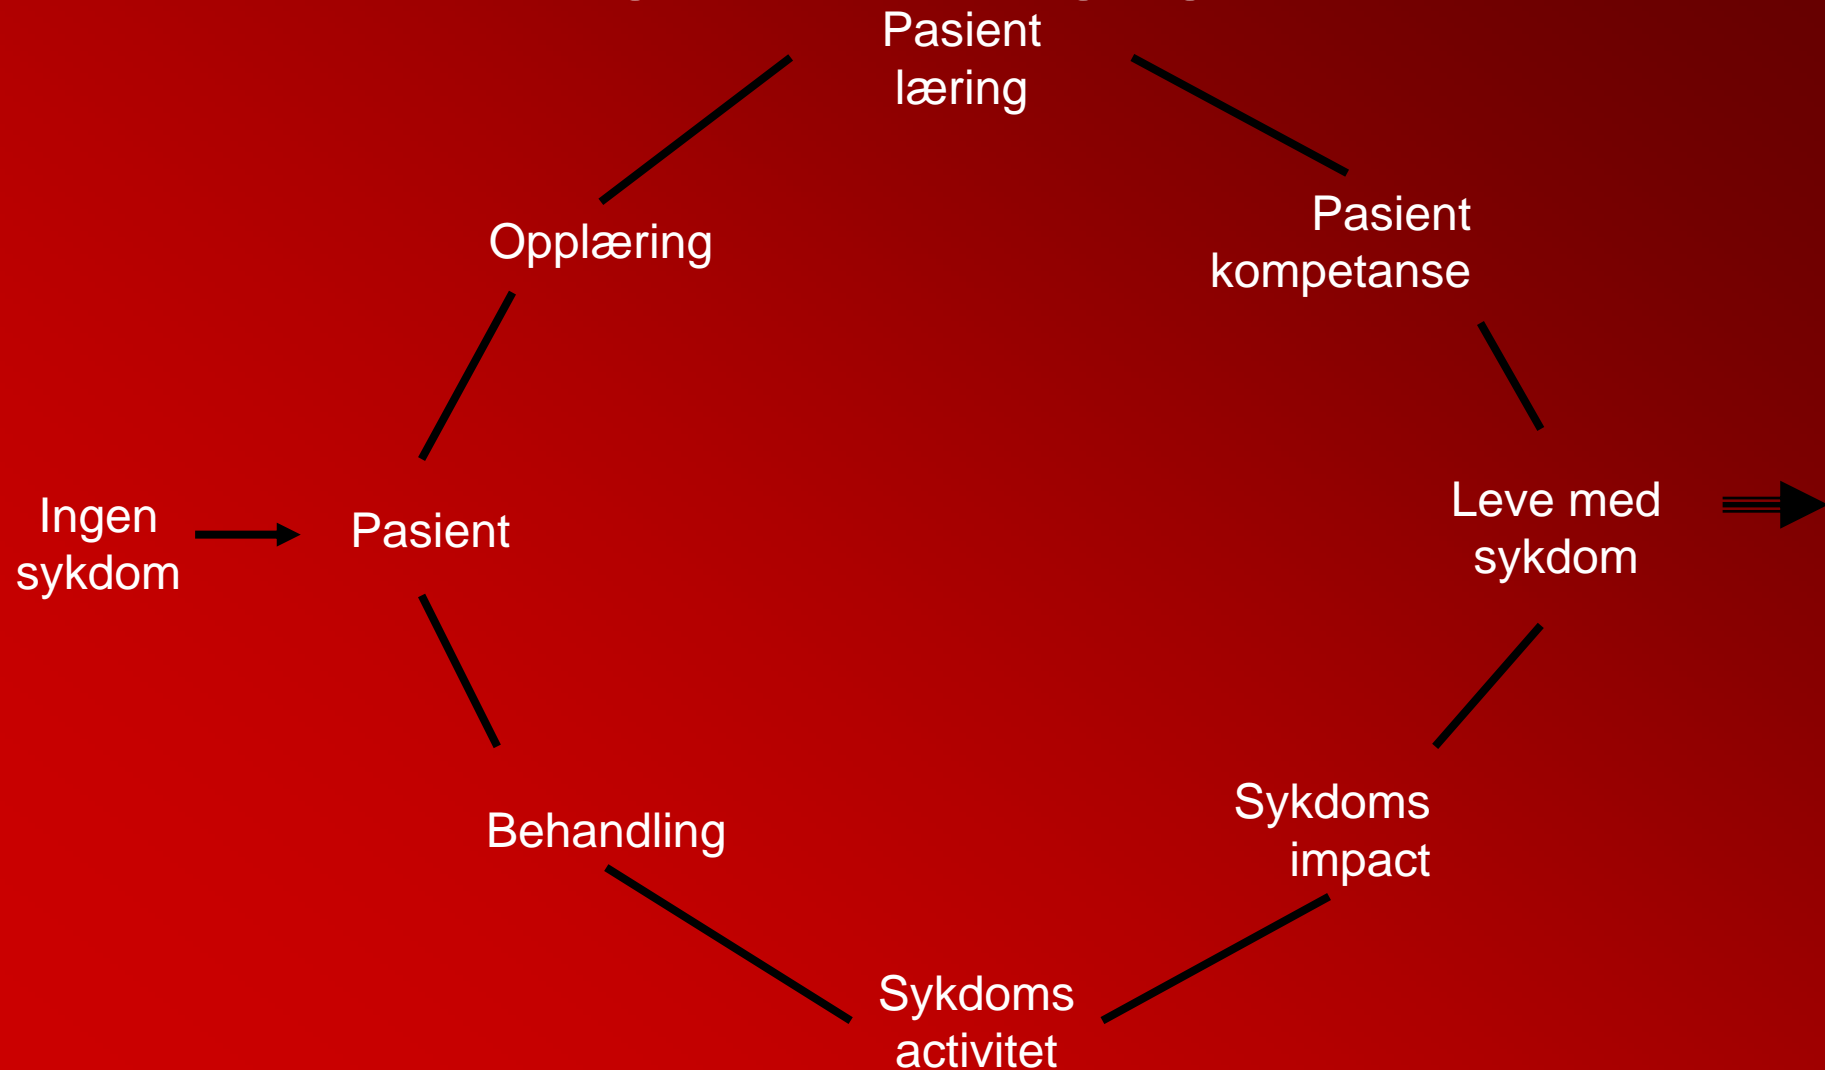 Pasient
læring
Opplæring
Pasient
kompetanse
Ingen
sykdom
Pasient
Leve med
sykdom
Behandling
Sykdoms
impact
Sykdoms
activitet